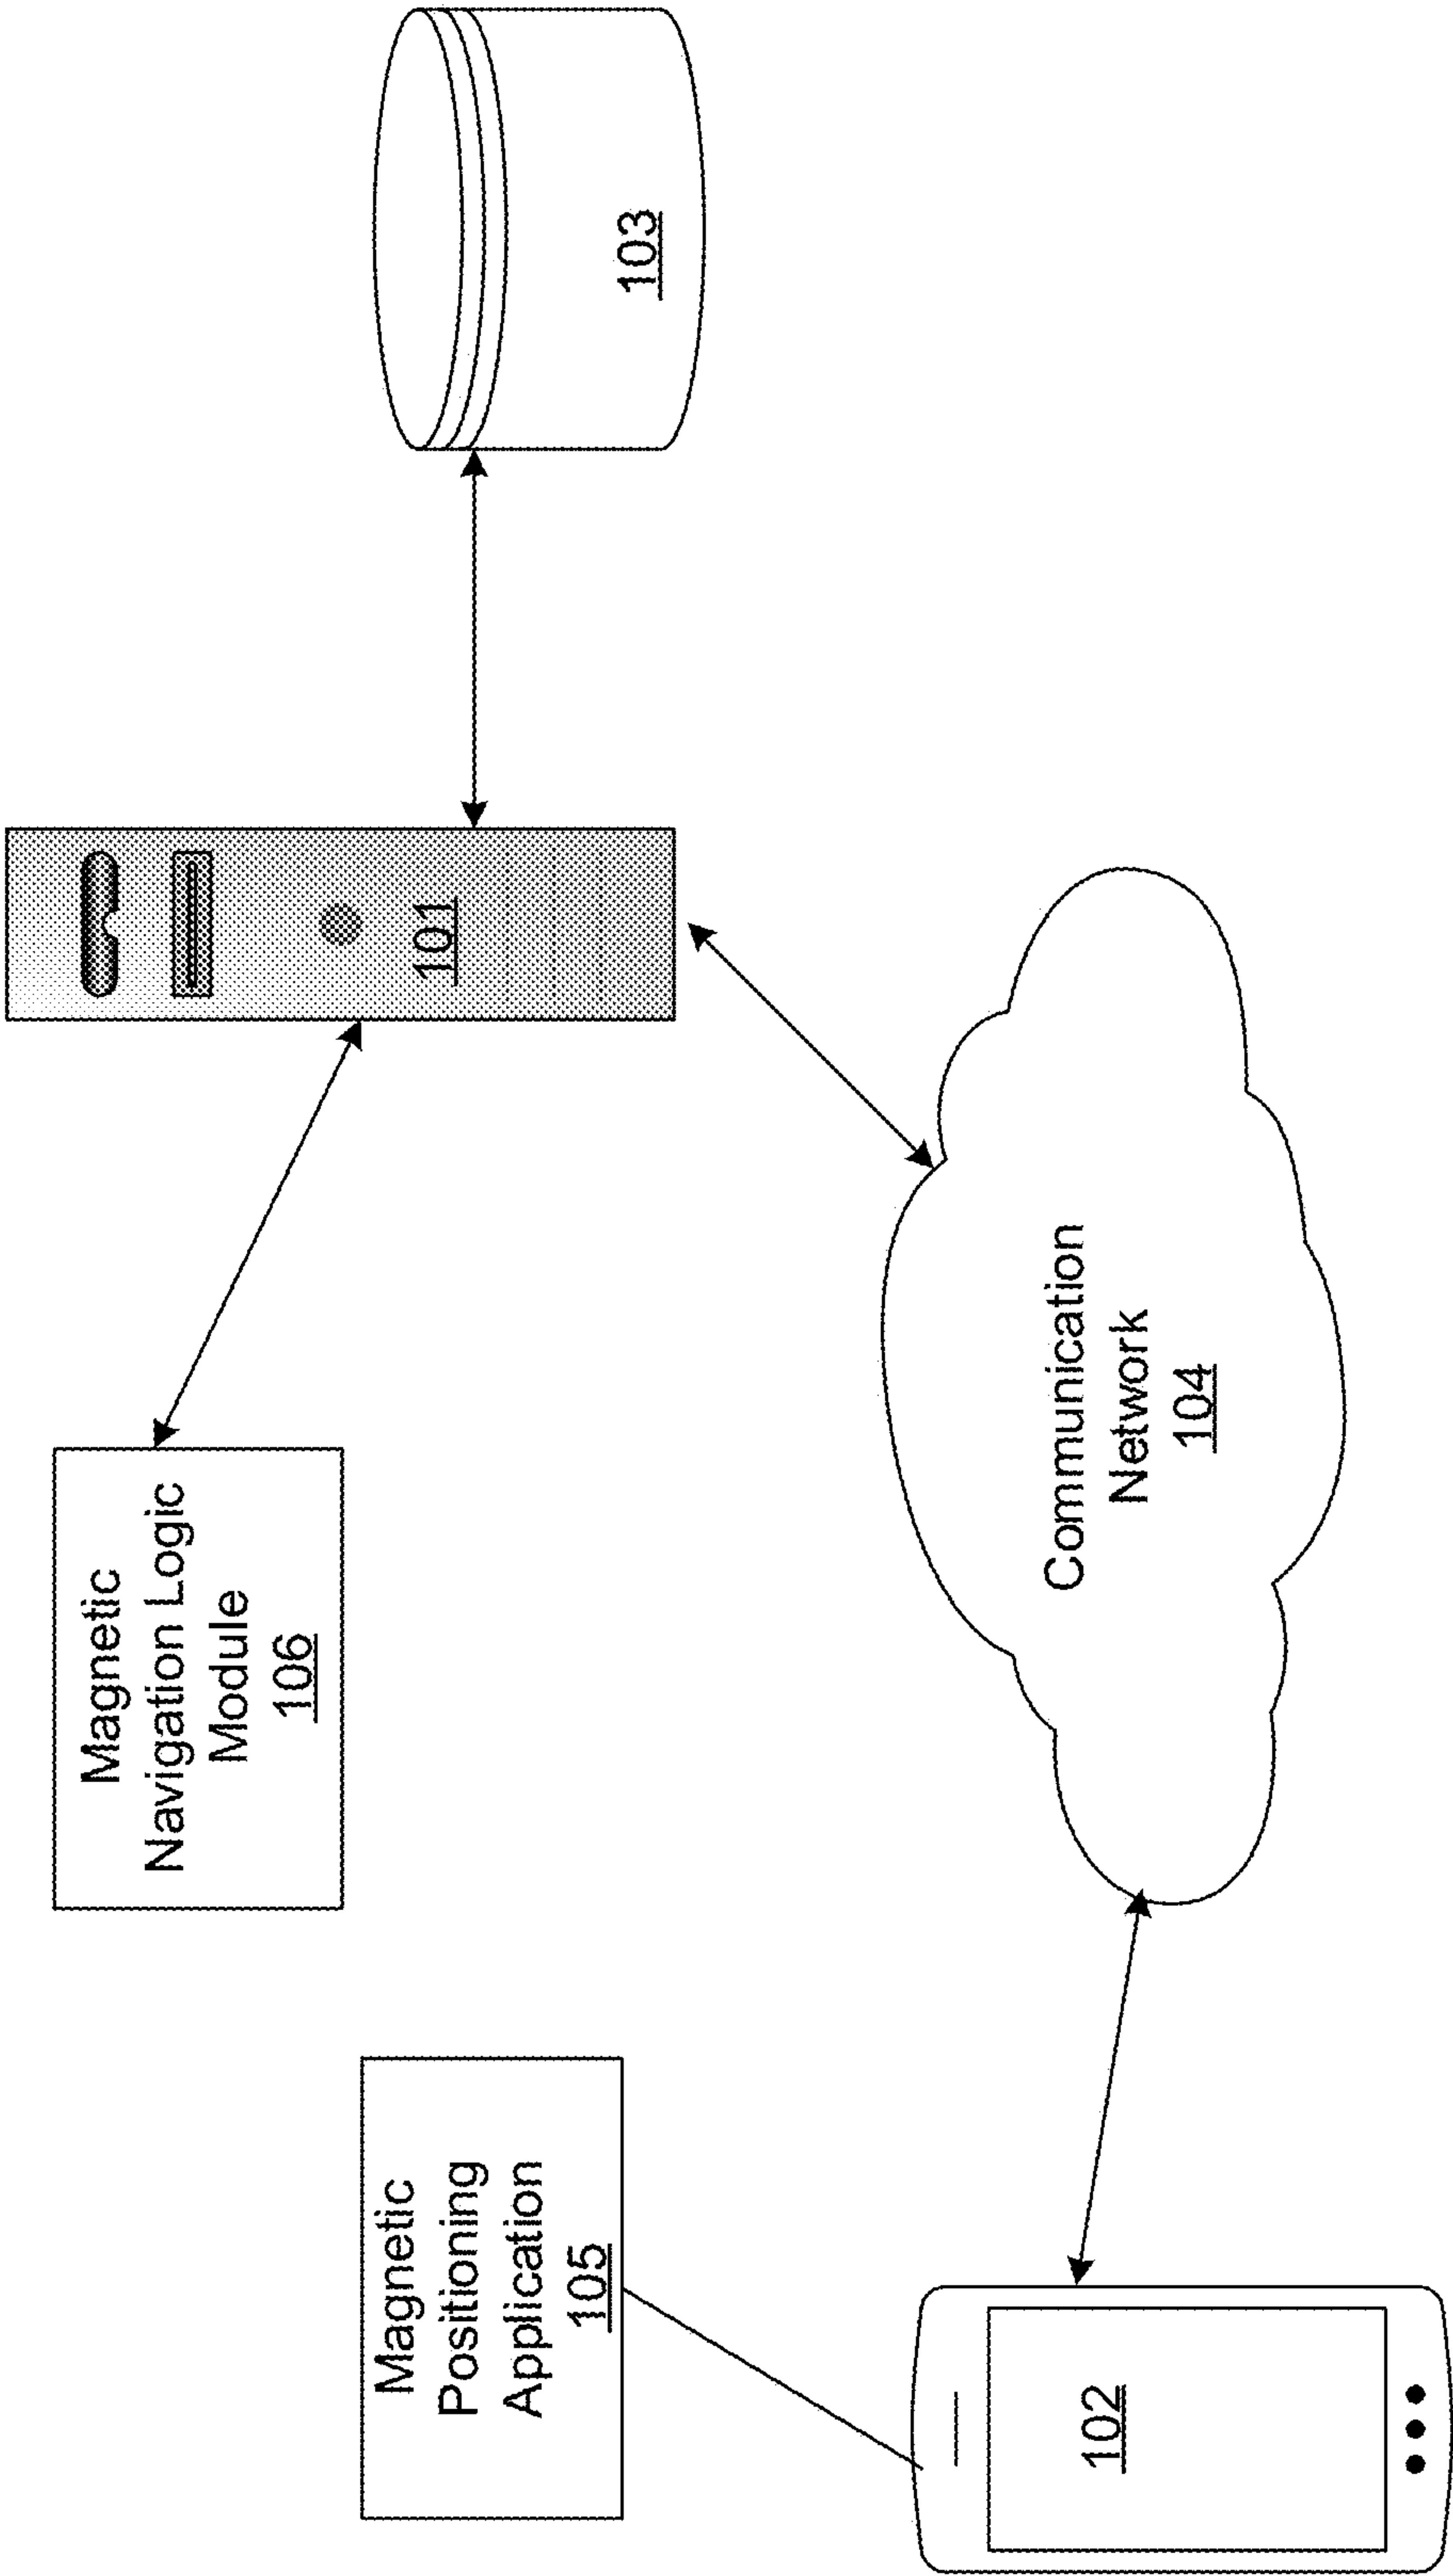 Magnetic
Navigation Logic
Module
106
101
103
Magnetic
Positioning
Application
105
Communication
Network
104
102